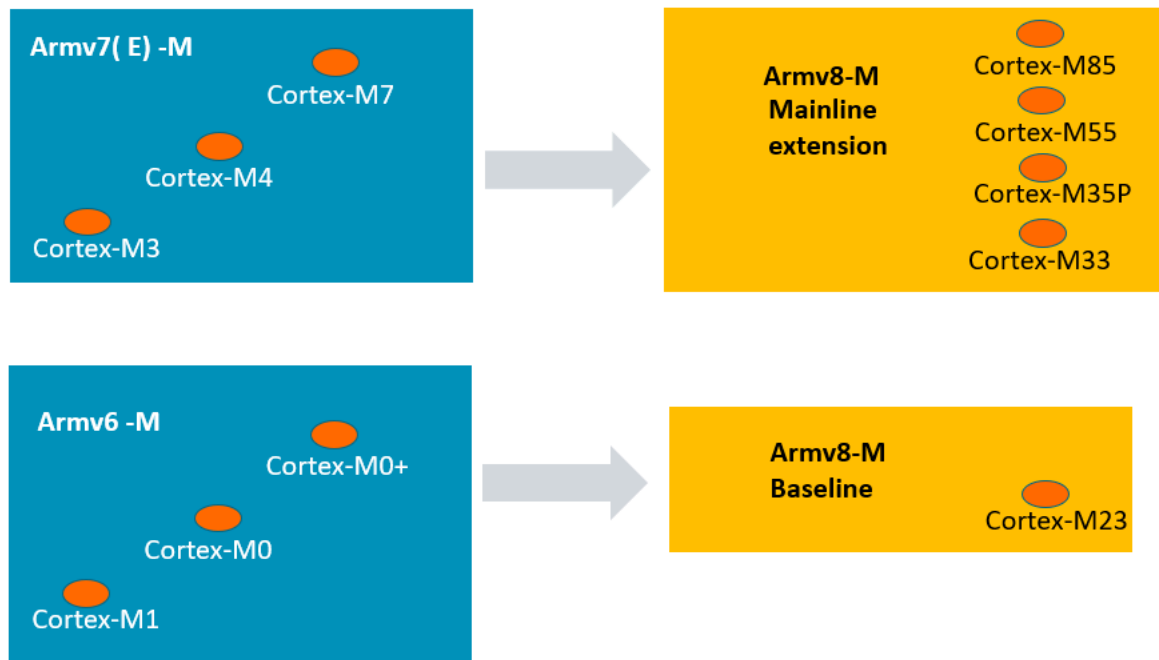 Armv7( E) -M
Cortex-M7
Cortex-M4
Cortex-M3
Armv8-M
Mainline
extension
Cortex-M85
Cortex-M55
Cortex-M35P
Cortex-M33
Armv6 -M
Cortex-M0+
Cortex-M0
Cortex-M1
Armv8-M
Baseline
Cortex-M23